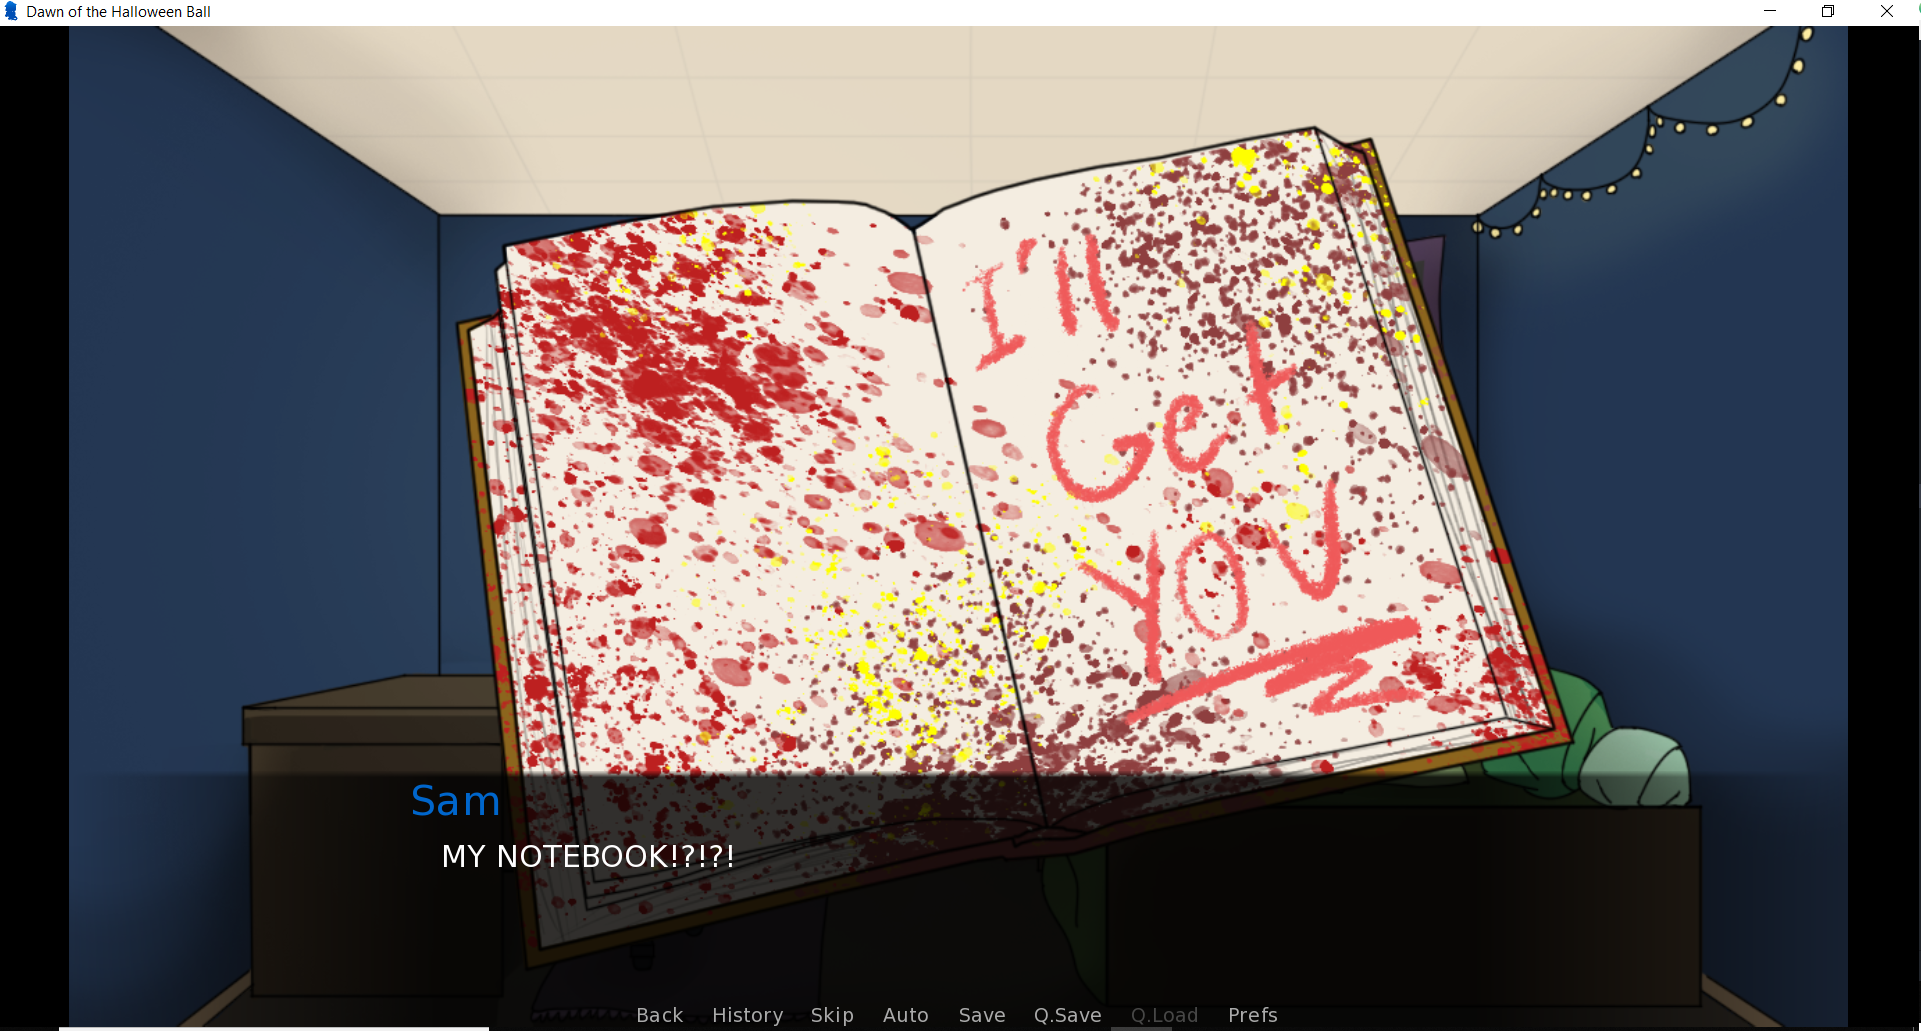 Dawn of the Halloween Ball
I'll
Get
YOU
Sam
MY NOTEBOOK!?!?!
Back History Skip Auto Save Q.Save Q.Load Prefs